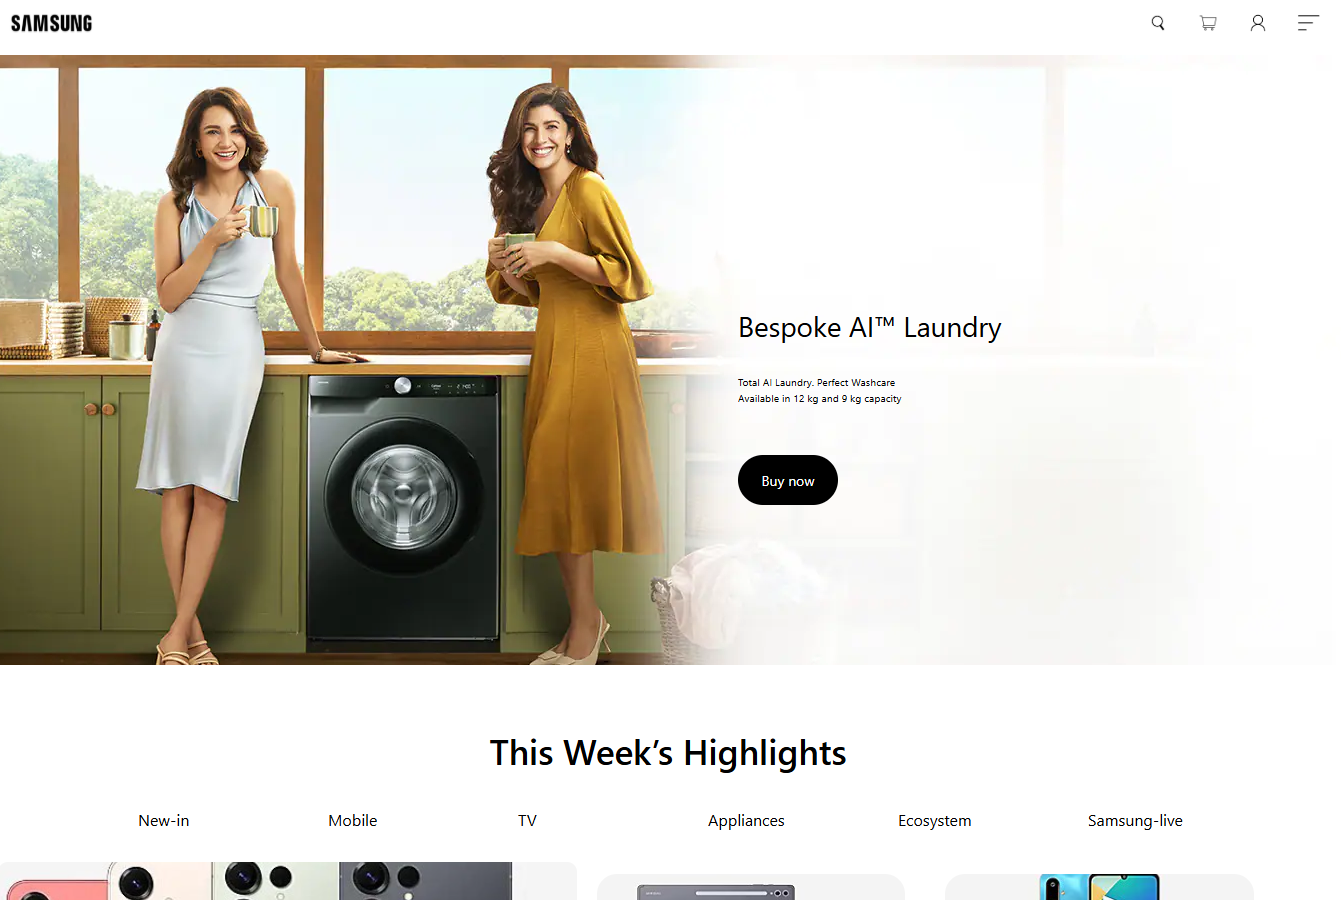 SAMSUNG
Bespoke AI™ Laundry
Total AI Laundry. Perfect Washcare
Available in 12 kg and 9 kg capacity
Buy now
This Week’s Highlights
New-in
Mobile
TV
Appliances
Ecosystem
Samsung-live